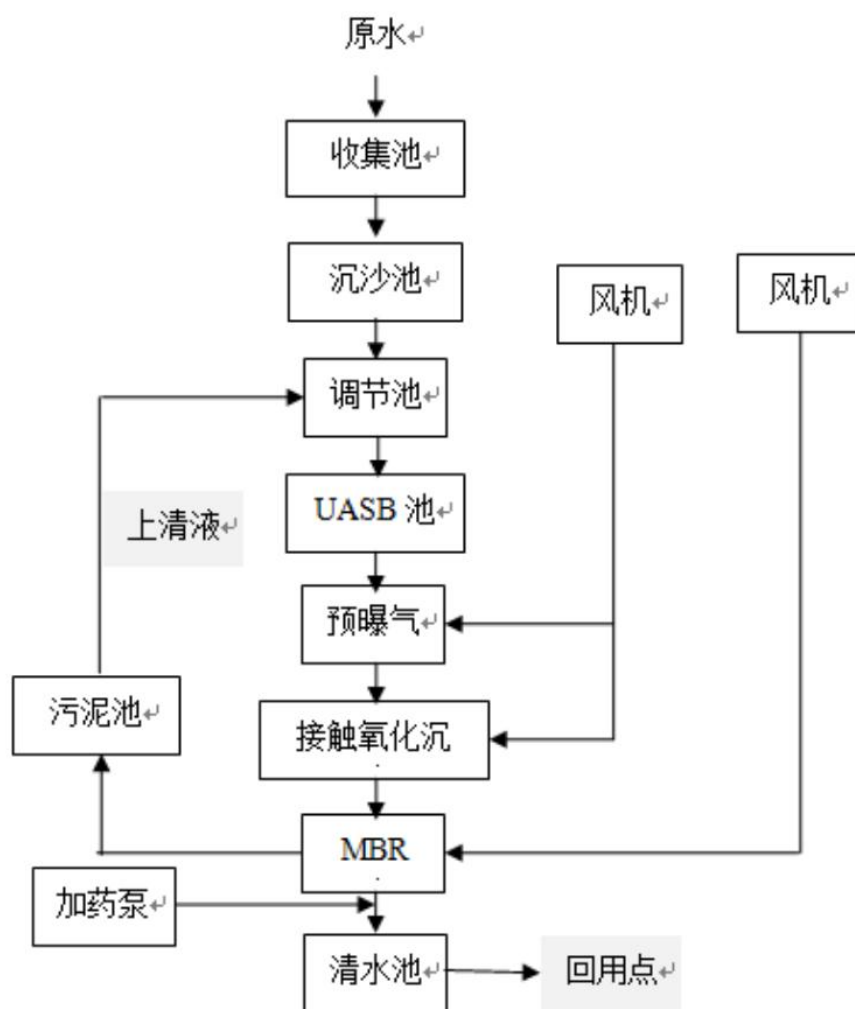 原水
收集池
沉沙池
风机
风机
调节池
UASB 池
上清液
预曝气
污泥池
接触氧化沉
MBR
加药泵
清水池
回用点